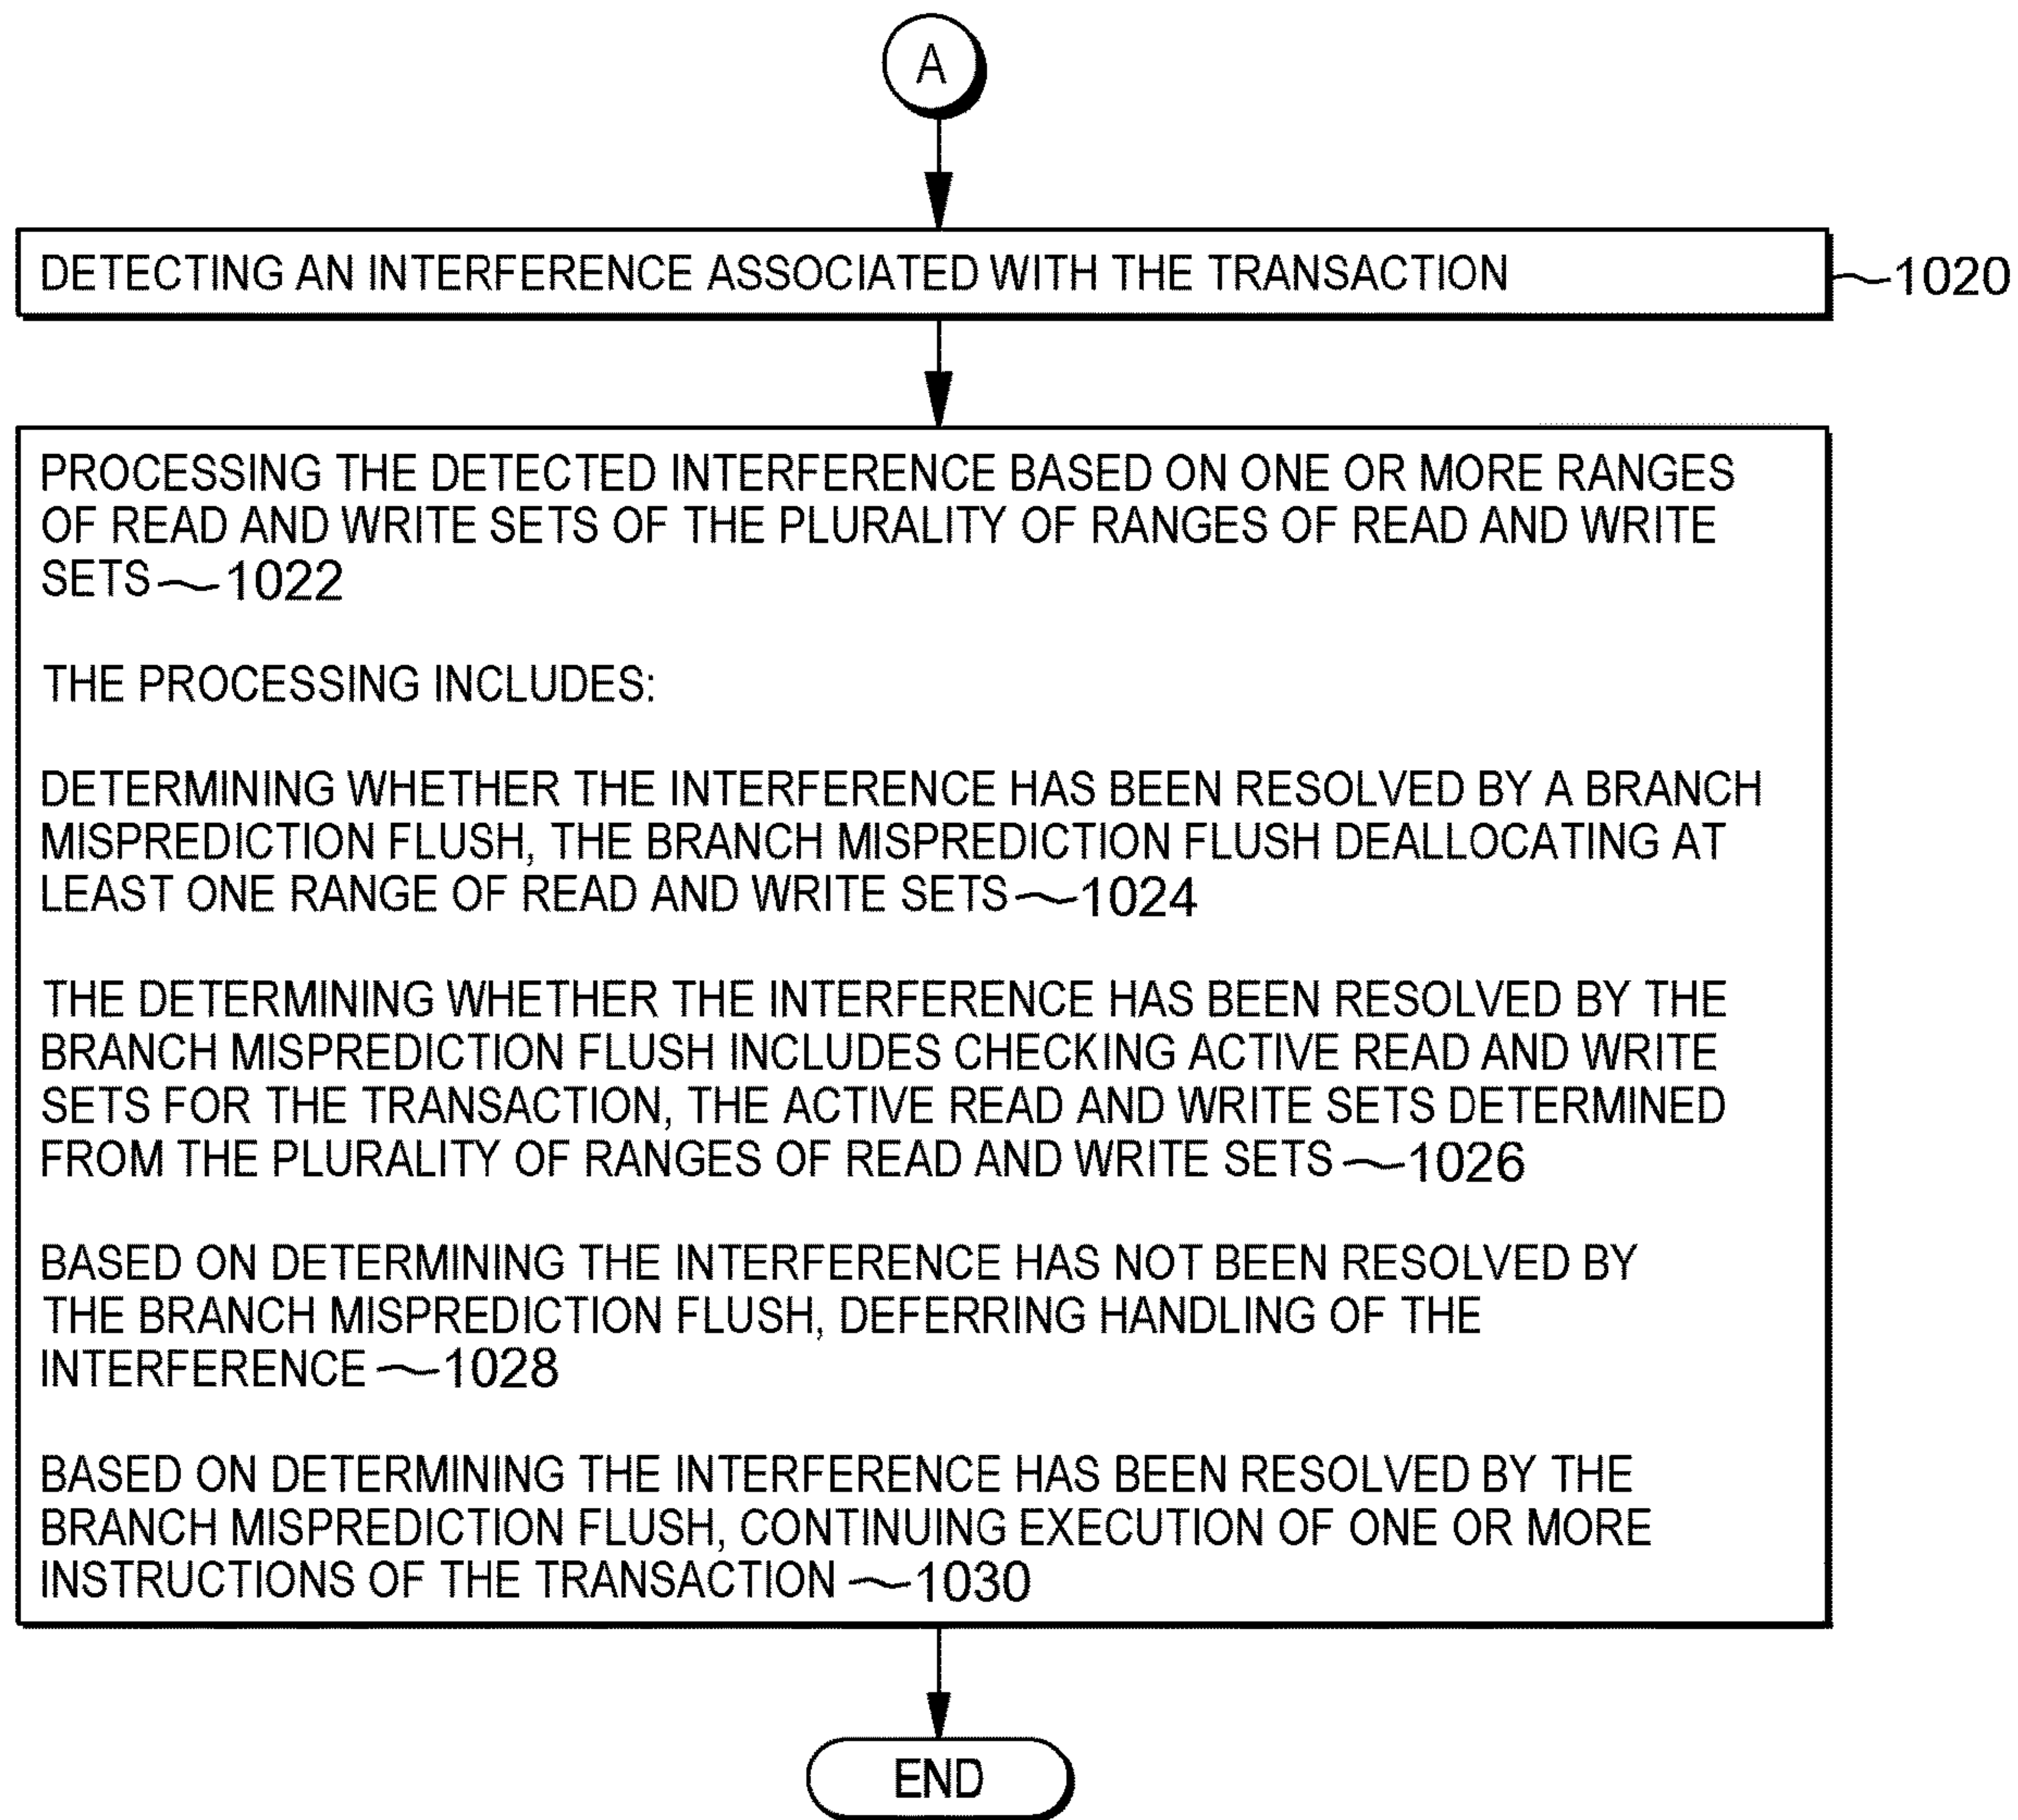 A
DETECTING AN INTERFERENCE ASSOCIATED WITH THE TRANSACTION ~1020
PROCESSING THE DETECTED INTERFERENCE BASED ON ONE OR MORE RANGES
OF READ AND WRITE SETS OF THE PLURALITY OF RANGES OF READ AND WRITE
SETS ~1022
THE PROCESSING INCLUDES:
DETERMINING WHETHER THE INTERFERENCE HAS BEEN RESOLVED BY A BRANCH
MISPREDICTION FLUSH, THE BRANCH MISPREDICTION FLUSH DEALLOCATING AT
LEAST ONE RANGE OF READ AND WRITE SETS ~1024
THE DETERMINING WHETHER THE INTERFERENCE HAS BEEN RESOLVED BY THE
BRANCH MISPREDICTION FLUSH INCLUDES CHECKING ACTIVE READ AND WRITE
SETS FOR THE TRANSACTION, THE ACTIVE READ AND WRITE SETS DETERMINED
FROM THE PLURALITY OF RANGES OF READ AND WRITE SETS ~1026
BASED ON DETERMINING THE INTERFERENCE HAS NOT BEEN RESOLVED BY
THE BRANCH MISPREDICTION FLUSH, DEFERRING HANDLING OF THE
INTERFERENCE ~1028
BASED ON DETERMINING THE INTERFERENCE HAS BEEN RESOLVED BY THE
BRANCH MISPREDICTION FLUSH, CONTINUING EXECUTION OF ONE OR MORE
INSTRUCTIONS OF THE TRANSACTION ~1030
END